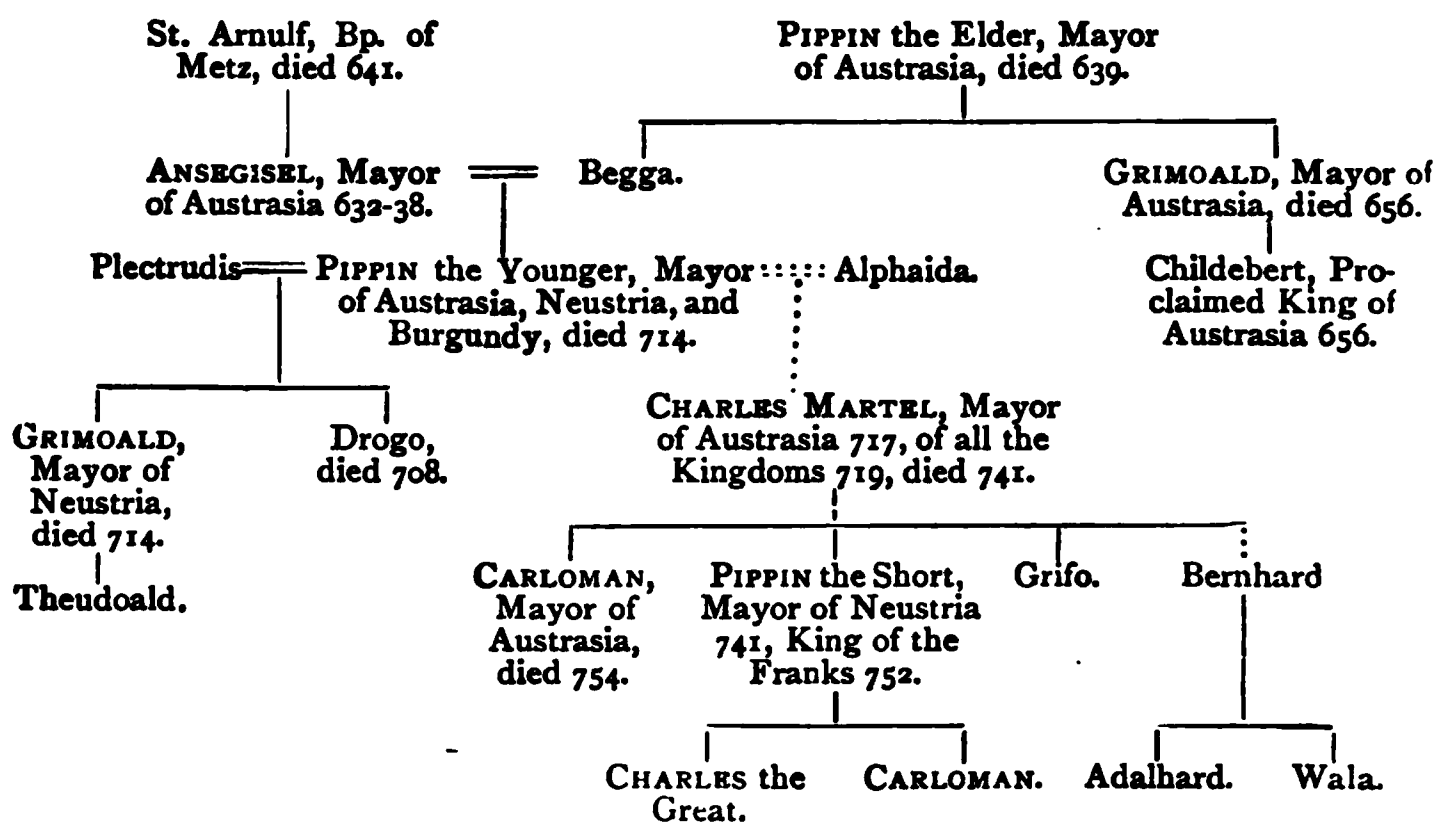 St. Arnulf, Bp. of
Metz, died 641.
PIPPIN the Elder, Mayor
of Austrasia, died 639.
ANSEGISEL, Mayor
of Austrasia 632-38.
Begga.
GRIMOALD, Mayor of
Austrasia, died 656.
Plectrudis
PIPPIN the Younger, Mayor
of Austrasia, Neustria, and
Burgundy, died 714.
Alphaida.
Childebert, Pro-
claimed King of
Austrasia 656.
GRIMOALD,
Mayor of
Neustria,
died 714.
Drogo,
died 708.
CHARLES MARTEL, Mayor
of Austrasia 717, of all the
Kingdoms 719, died 741.
Theudoald.
CARLOMAN,
Mayor of
Austrasia,
died 754.
PIPPIN the Short,
Mayor of Neustria
741, King of the
Franks 752.
Grifo.
Bernhard
CHARLES the
Great.
CARLOMAN.
Adalhard.
Wala.